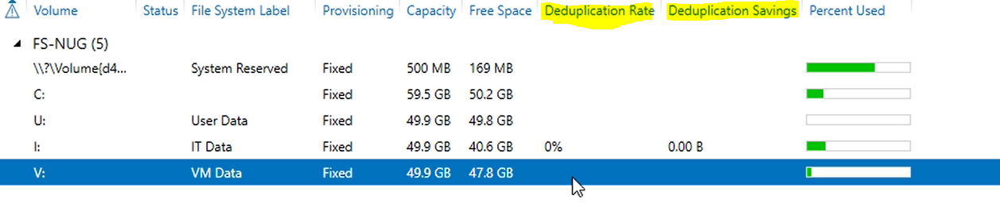 Volume Status File System Label Provisioning Capacity Free Space Deduplication Rate Deduplication Savings Percent Used
FS-NUG (5)
\\?\Volume{d4... System Reserved Fixed 500 MB 169 MB
C: Fixed 59.5 GB 50.2 GB
U: User Data Fixed 49.9 GB 49.8 GB
I: IT Data Fixed 49.9 GB 40.6 GB 0% 0.00 B
V: VM Data Fixed 49.9 GB 47.8 GB